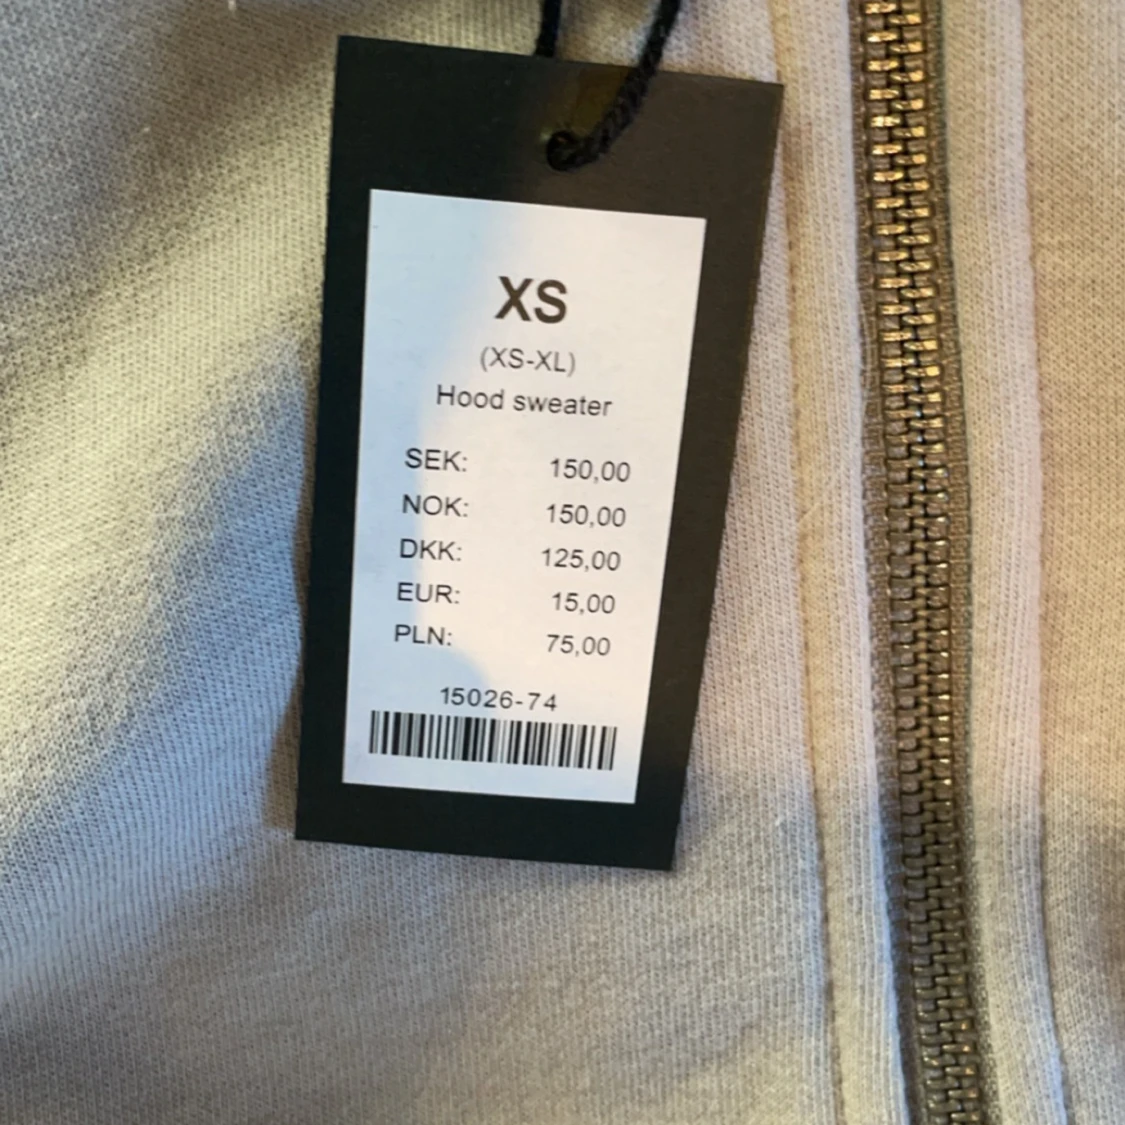 XS
(XS-XL)
Hood sweater
SEK: 150,00
NOK: 150,00
DKK: 125,00
EUR: 15,00
PLN: 75,00
15026-74